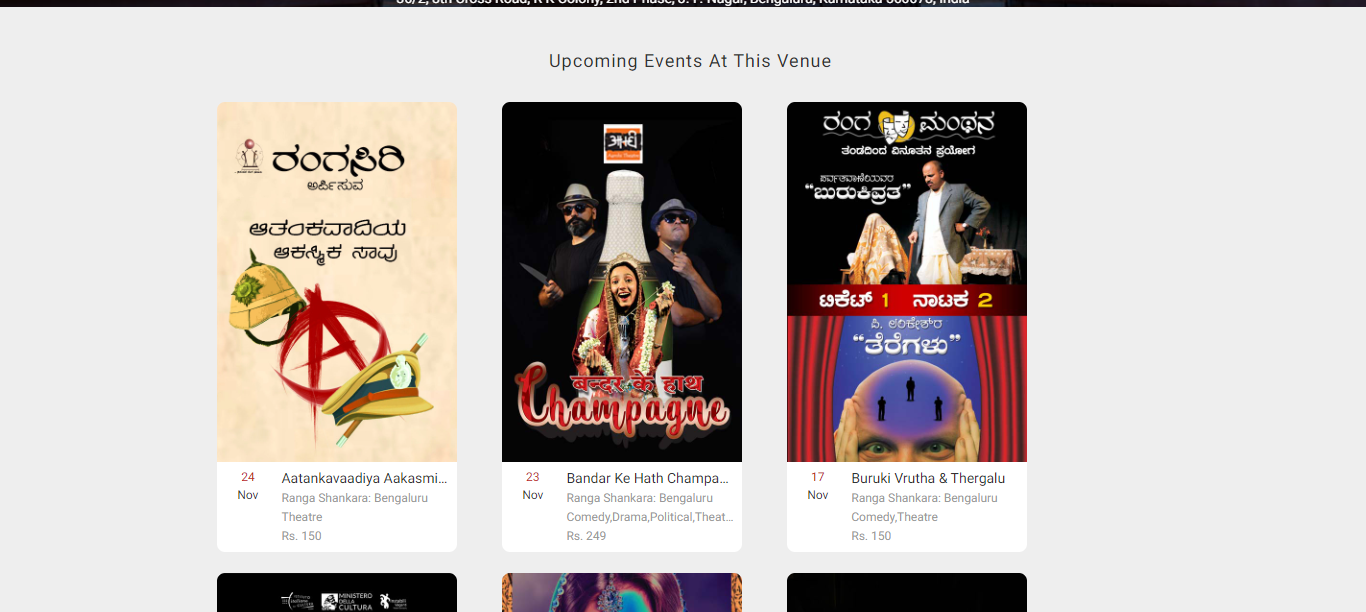 Upcoming Events At This Venue
ರಂಗಸಿರಿ
ಅರ್ಪಿಸುವ
ಆತಂಕವಾದಿಯ
ಆಕಸ್ಮಿಕ ಸಾವು
24
Nov
Aatankavaadiya Aakasmi...
Ranga Shankara: Bengaluru
Theatre
Rs. 150
बन्दर के हाथ
Champagne
23
Nov
Bandar Ke Hath Champa...
Ranga Shankara: Bengaluru
Comedy,Drama,Political,Theat...
Rs. 249
ರಂಗ ಮಂಥನ
ತಂಡದಿಂದ ವಿನೂತನ ಪ್ರಯೋಗ
ಪರ್ವತವಾಣಿಯವರ
“ಬುರುಕಿವ್ರತ”
ಟಿಕೆಟ್ 1 ನಾಟಕ 2
ಪಿ. ಲಂಕೇಶ್‌ರ
“ತೆರೆಗಳು”
17
Nov
Buruki Vrutha & Thergalu
Ranga Shankara: Bengaluru
Comedy,Theatre
Rs. 150
MINISTERO
DELLA
CULTURA